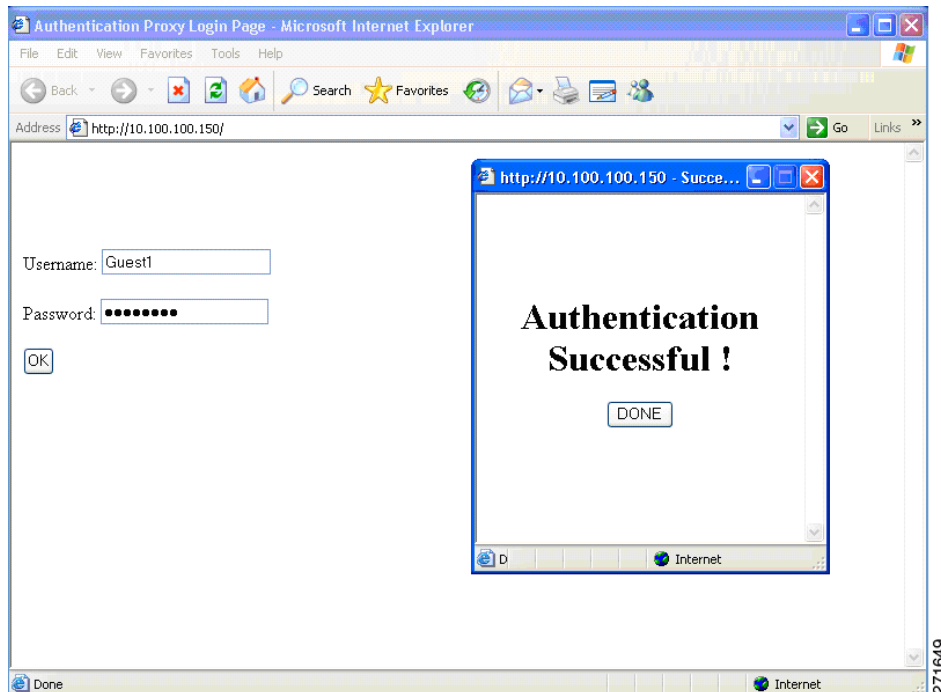 Authentication Proxy Login Page - Microsoft Internet Explorer
File Edit View Favorites Tools Help
Back Search Favorites
Address http://10.100.100.150/ Go Links »
http://10.100.100.150 - Succe...
Username: Guest1
Password: ●●●●●●●●
OK
Authentication
Successful !
DONE
D Internet
Done Internet
271649